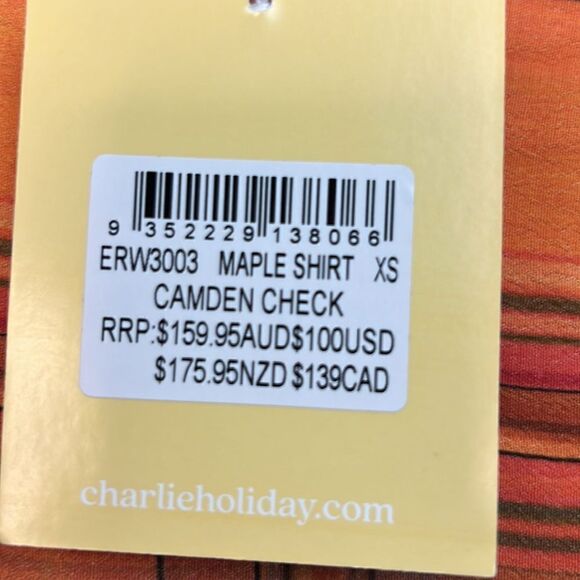 9 352229 138066
ERW3003 MAPLE SHIRT XS
CAMDEN CHECK
RRP:$159.95AUD$100USD
$175.95NZD $139CAD
charlieholiday.com